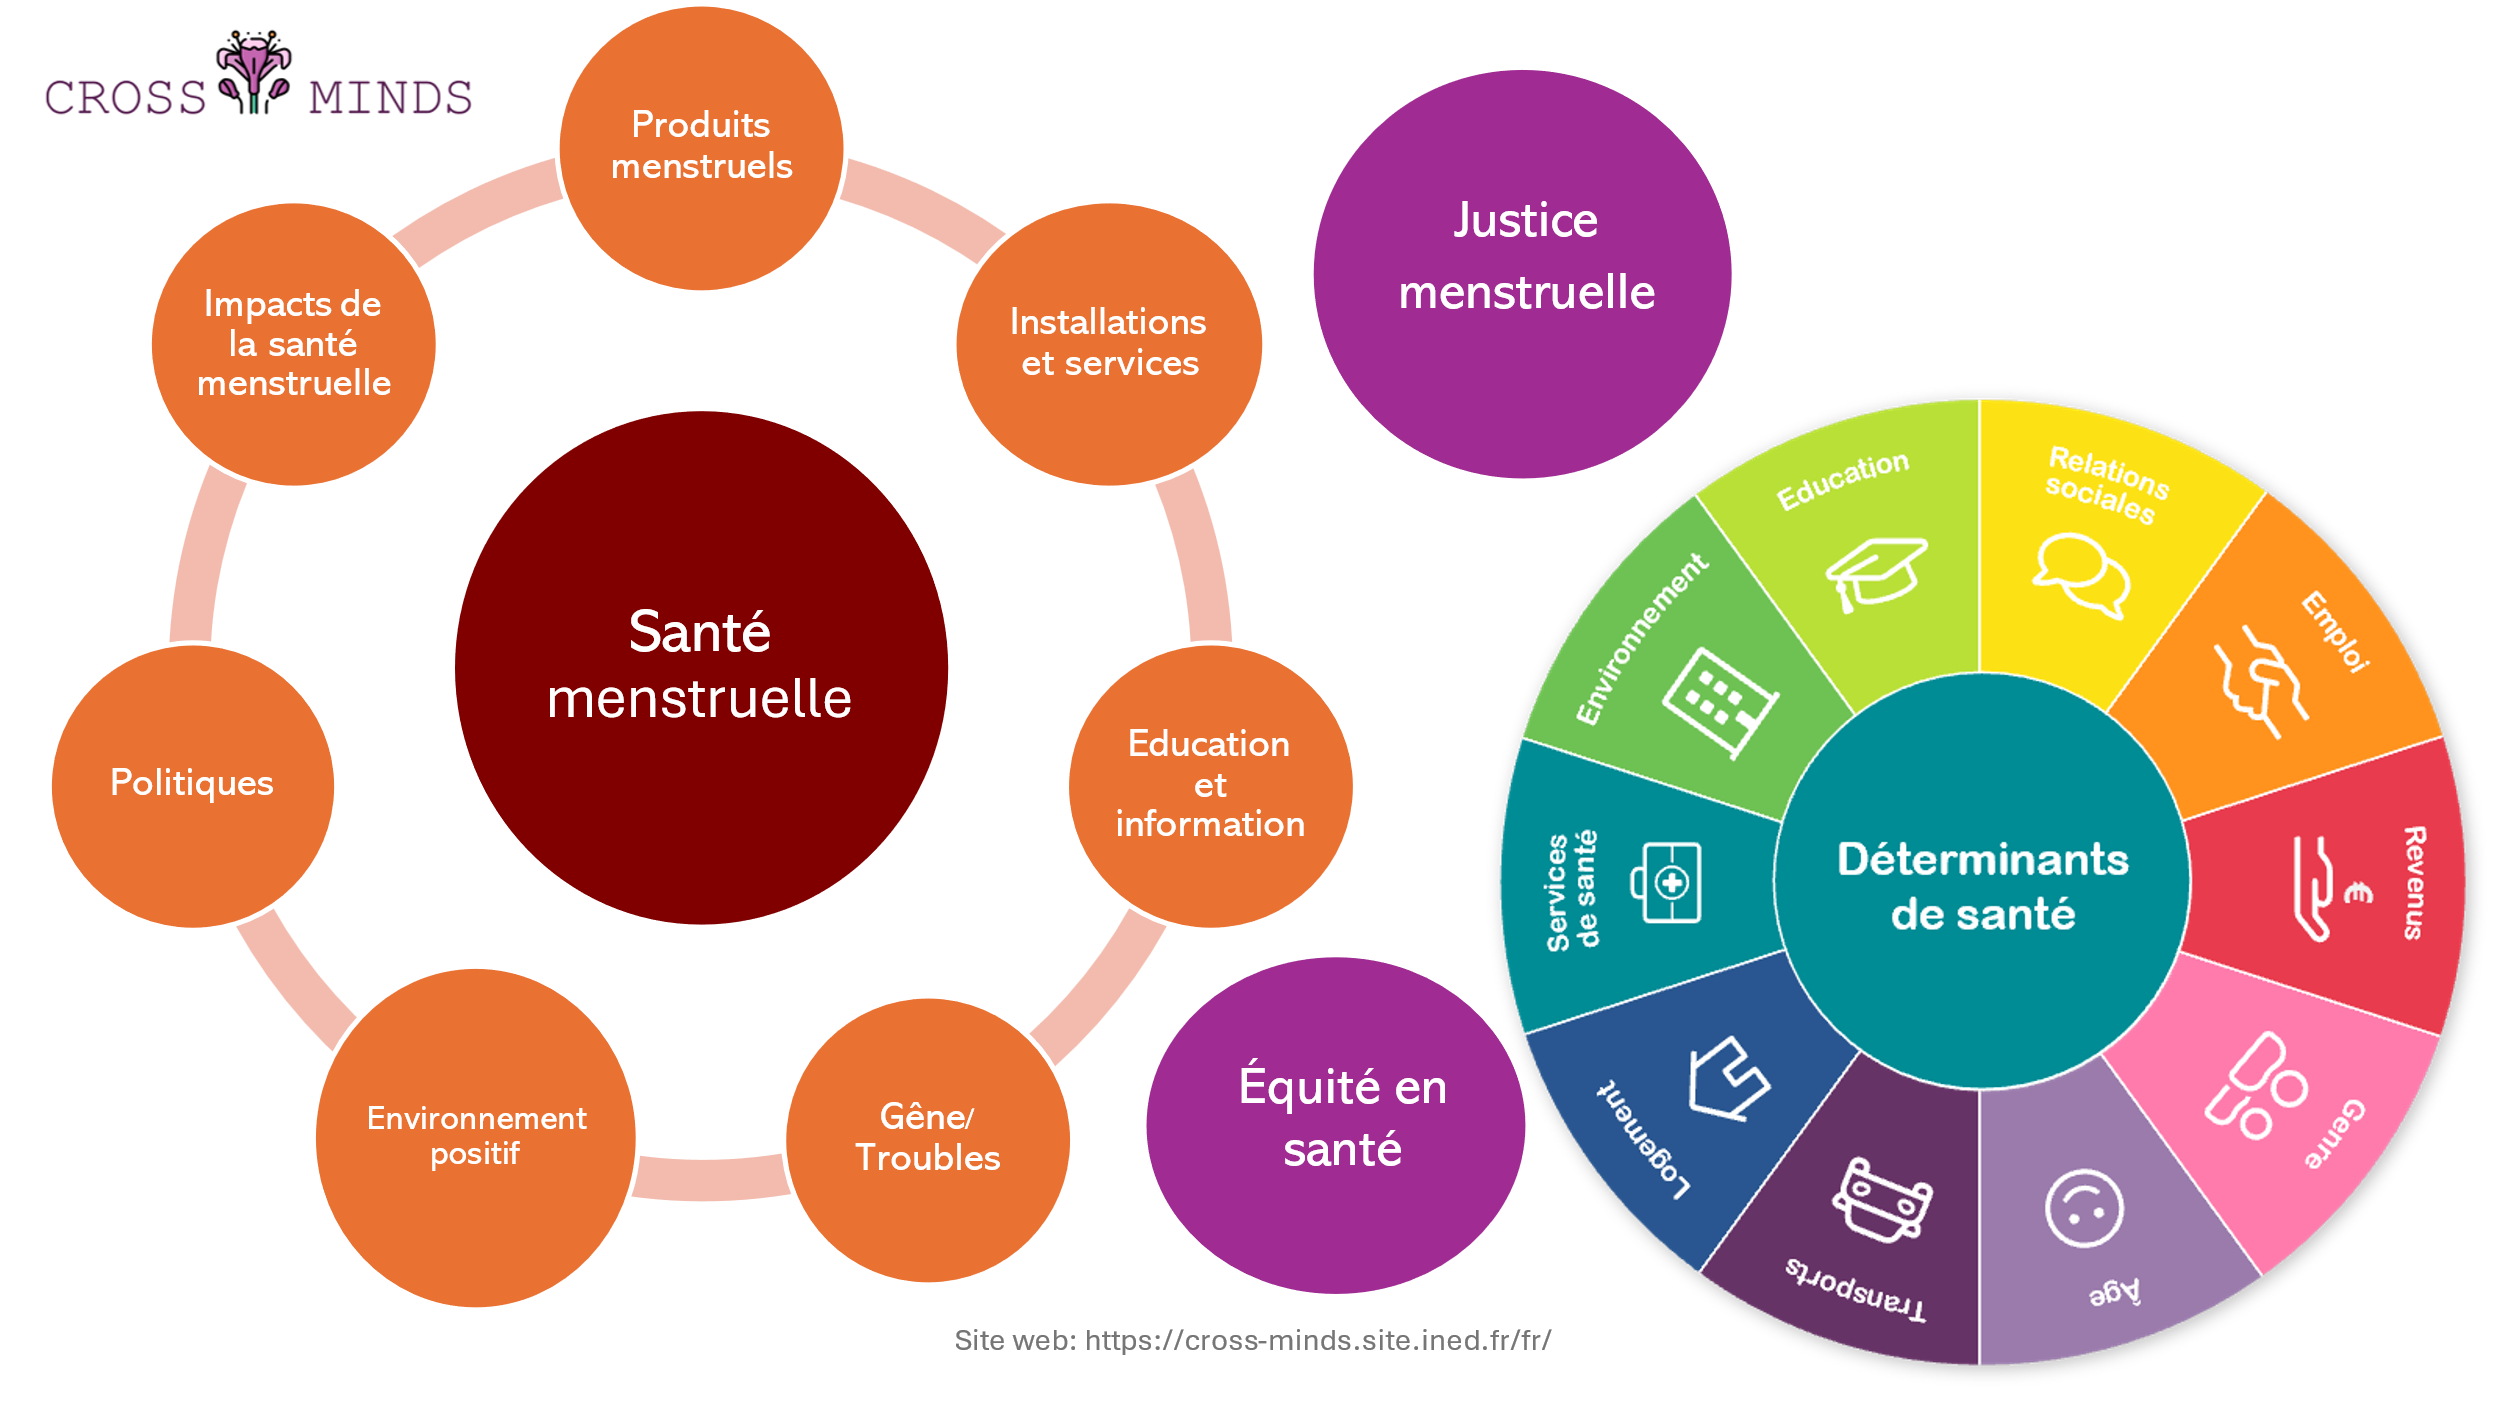 CROSS MINDS
Produits
menstruels
Installations
et services
Education
et
information
Gêne/
Troubles
Environnement
positif
Politiques
Impacts de
la santé
menstruelle
Santé
menstruelle
Justice
menstruelle
Équité en
santé
Déterminants
de santé
Relations
sociales
Emploi
Revenus
€
Genre
Âge
Transports
Logement
Services
de santé
Environnement
Education
Site web: https://cross-minds.site.ined.fr/fr/